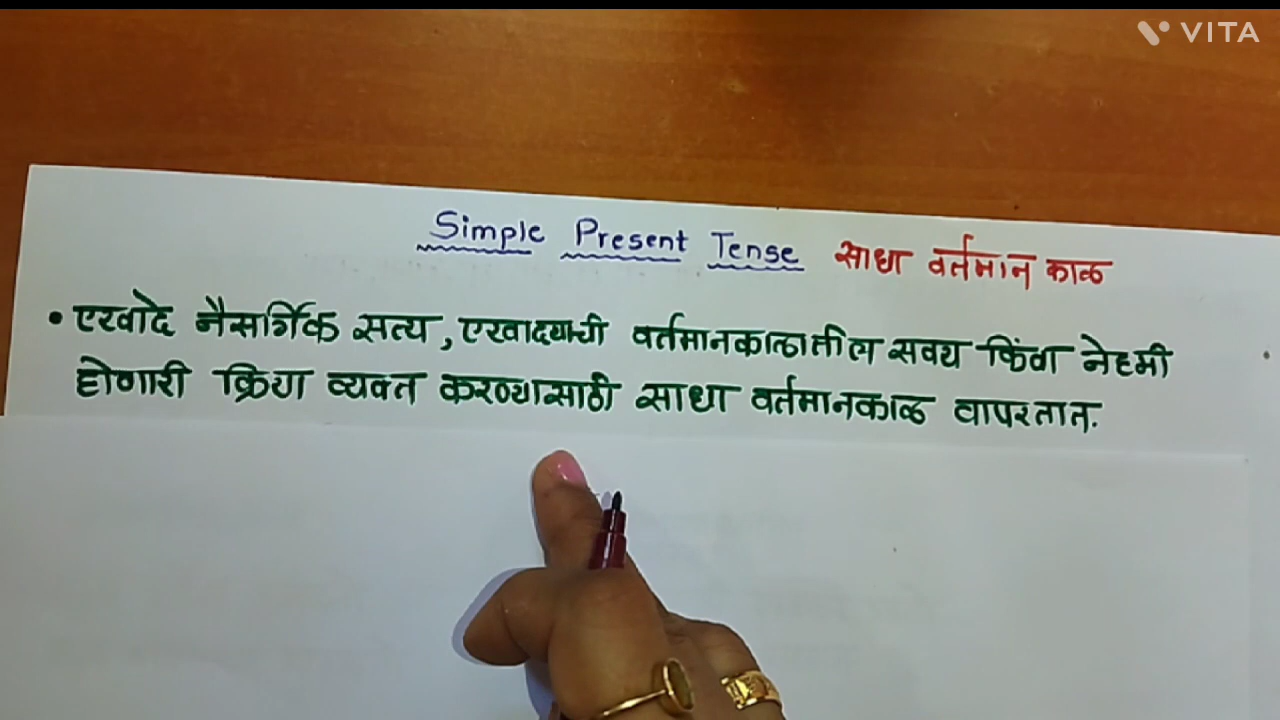 VITA
Simple Present Tense साधा वर्तमान काळ
• एखादे नैसर्गिक सत्य, एखाद्याची वर्तमानकाळातील सवय किंवा नेहमी
होणारी क्रिया व्यक्त करण्यासाठी साधा वर्तमानकाळ वापरतात.